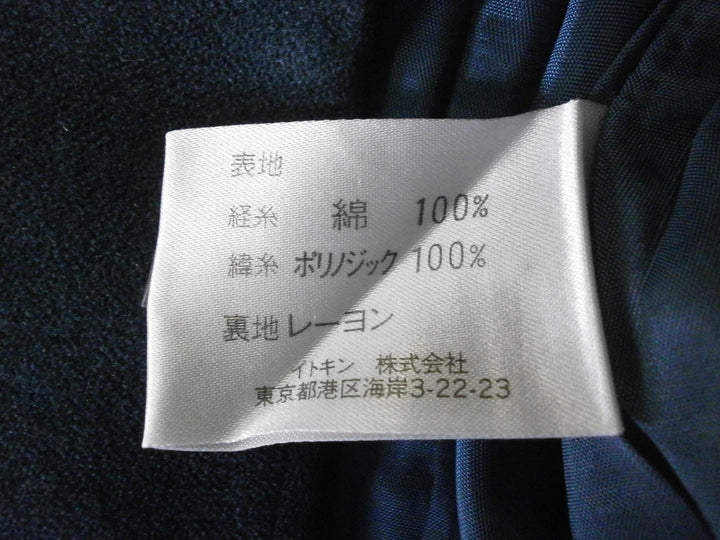 表地
経糸 綿 100%
緯糸 ポリノジック 100%
裏地 レーヨン
イトキン 株式会社
東京都港区海岸3-22-23